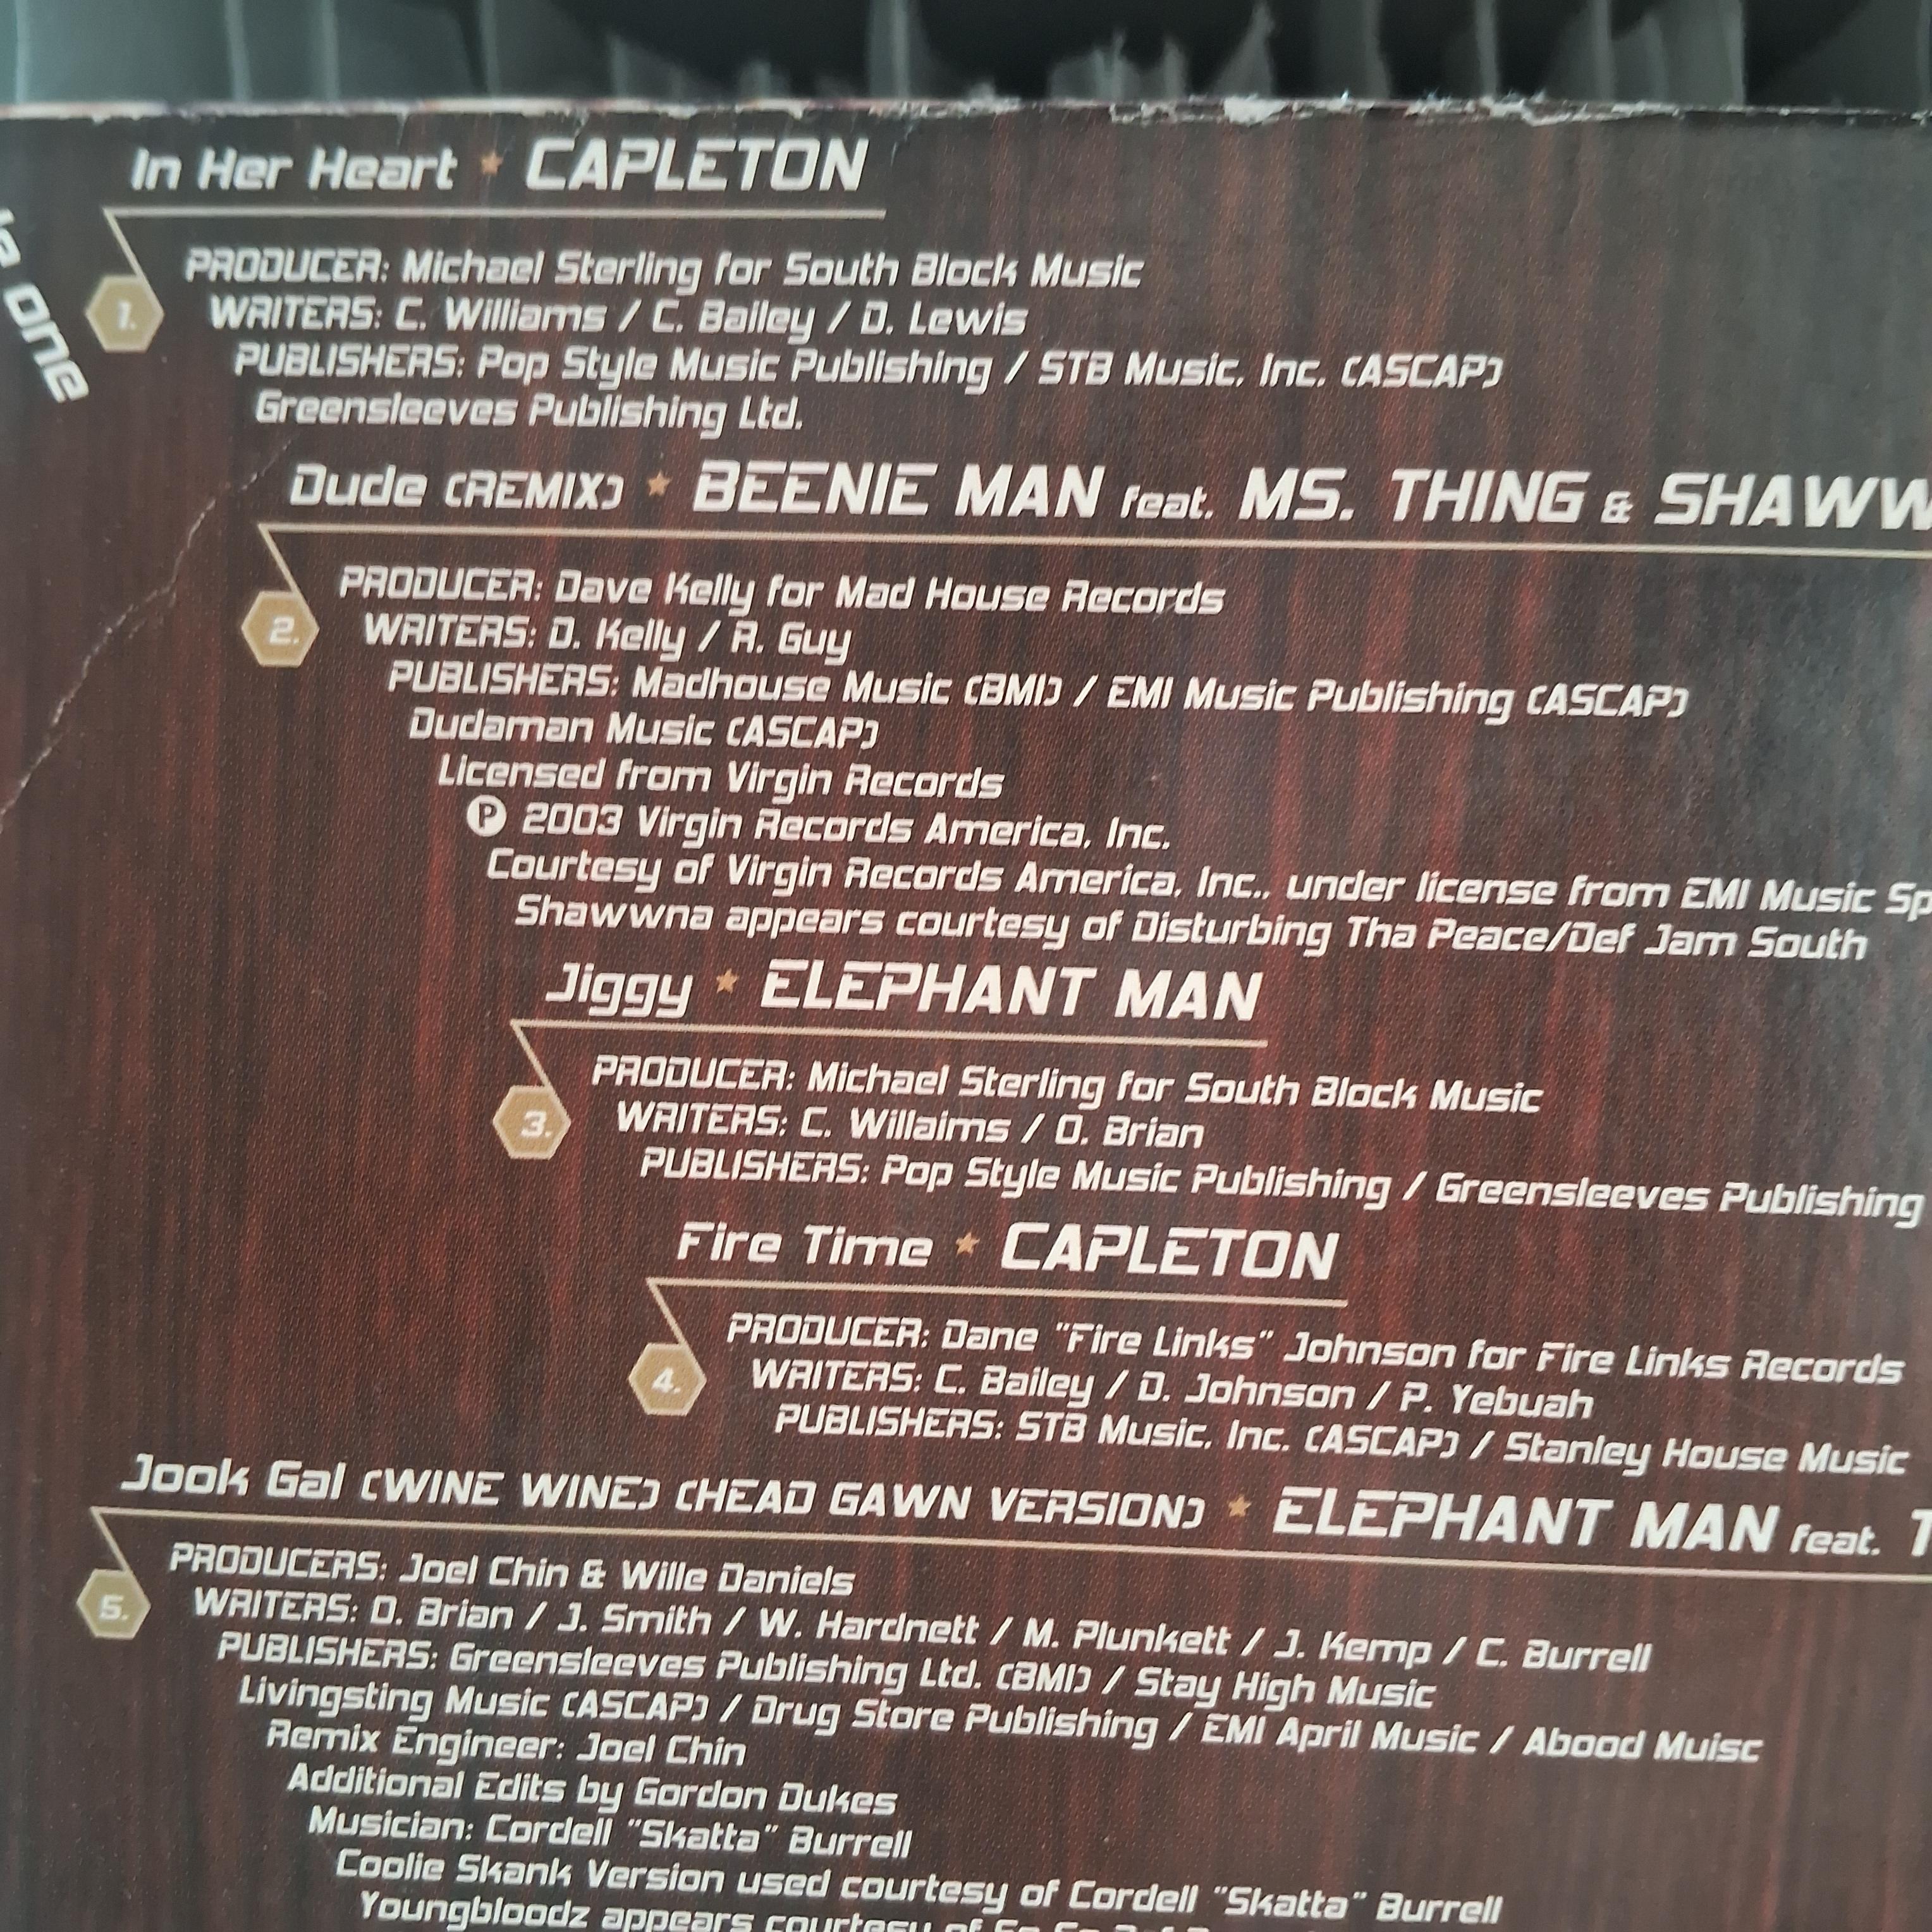 In Her Heart ★ CAPLETON
one
PRODUCER: Michael Sterling for South Block Music
1.
WRITERS: C. Williams / C. Bailey / D. Lewis
PUBLISHERS: Pop Style Music Publishing / STB Music, Inc. (ASCAP)
Greensleeves Publishing Ltd.
Dude (REMIX) ★ BEENIE MAN feat. MS. THING & SHAWW
PRODUCER: Dave Kelly for Mad House Records
2.
WRITERS: D. Kelly / R. Guy
PUBLISHERS: Madhouse Music (BMI) / EMI Music Publishing (ASCAP)
Dudaman Music (ASCAP)
Licensed from Virgin Records
Ⓟ 2003 Virgin Records America, Inc.
Courtesy of Virgin Records America, Inc., under license from EMI Music Sp
Shawwna appears courtesy of Disturbing Tha Peace/Def Jam South
Jiggy ★ ELEPHANT MAN
PRODUCER: Michael Sterling for South Block Music
3.
WRITERS: C. Willaims / O. Brian
PUBLISHERS: Pop Style Music Publishing / Greensleeves Publishing
Fire Time ★ CAPLETON
PRODUCER: Dane "Fire Links" Johnson for Fire Links Records
4.
WRITERS: C. Bailey / D. Johnson / P. Yebuah
PUBLISHERS: STB Music, Inc. (ASCAP) / Stanley House Music
Jook Gal (WINE WINE) (HEAD GAWN VERSION) ★ ELEPHANT MAN feat. T
PRODUCERS: Joel Chin & Wille Daniels
5.
WRITERS: O. Brian / J. Smith / W. Hardnett / M. Plunkett / J. Kemp / C. Burrell
PUBLISHERS: Greensleeves Publishing Ltd. (BMI) / Stay High Music
Livingsting Music (ASCAP) / Drug Store Publishing / EMI April Music / Abood Muisc
Remix Engineer: Joel Chin
Additional Edits by Gordon Dukes
Musician: Cordell "Skatta" Burrell
Coolie Skank Version used courtesy of Cordell "Skatta" Burrell
Youngbloodz appears courtesy of